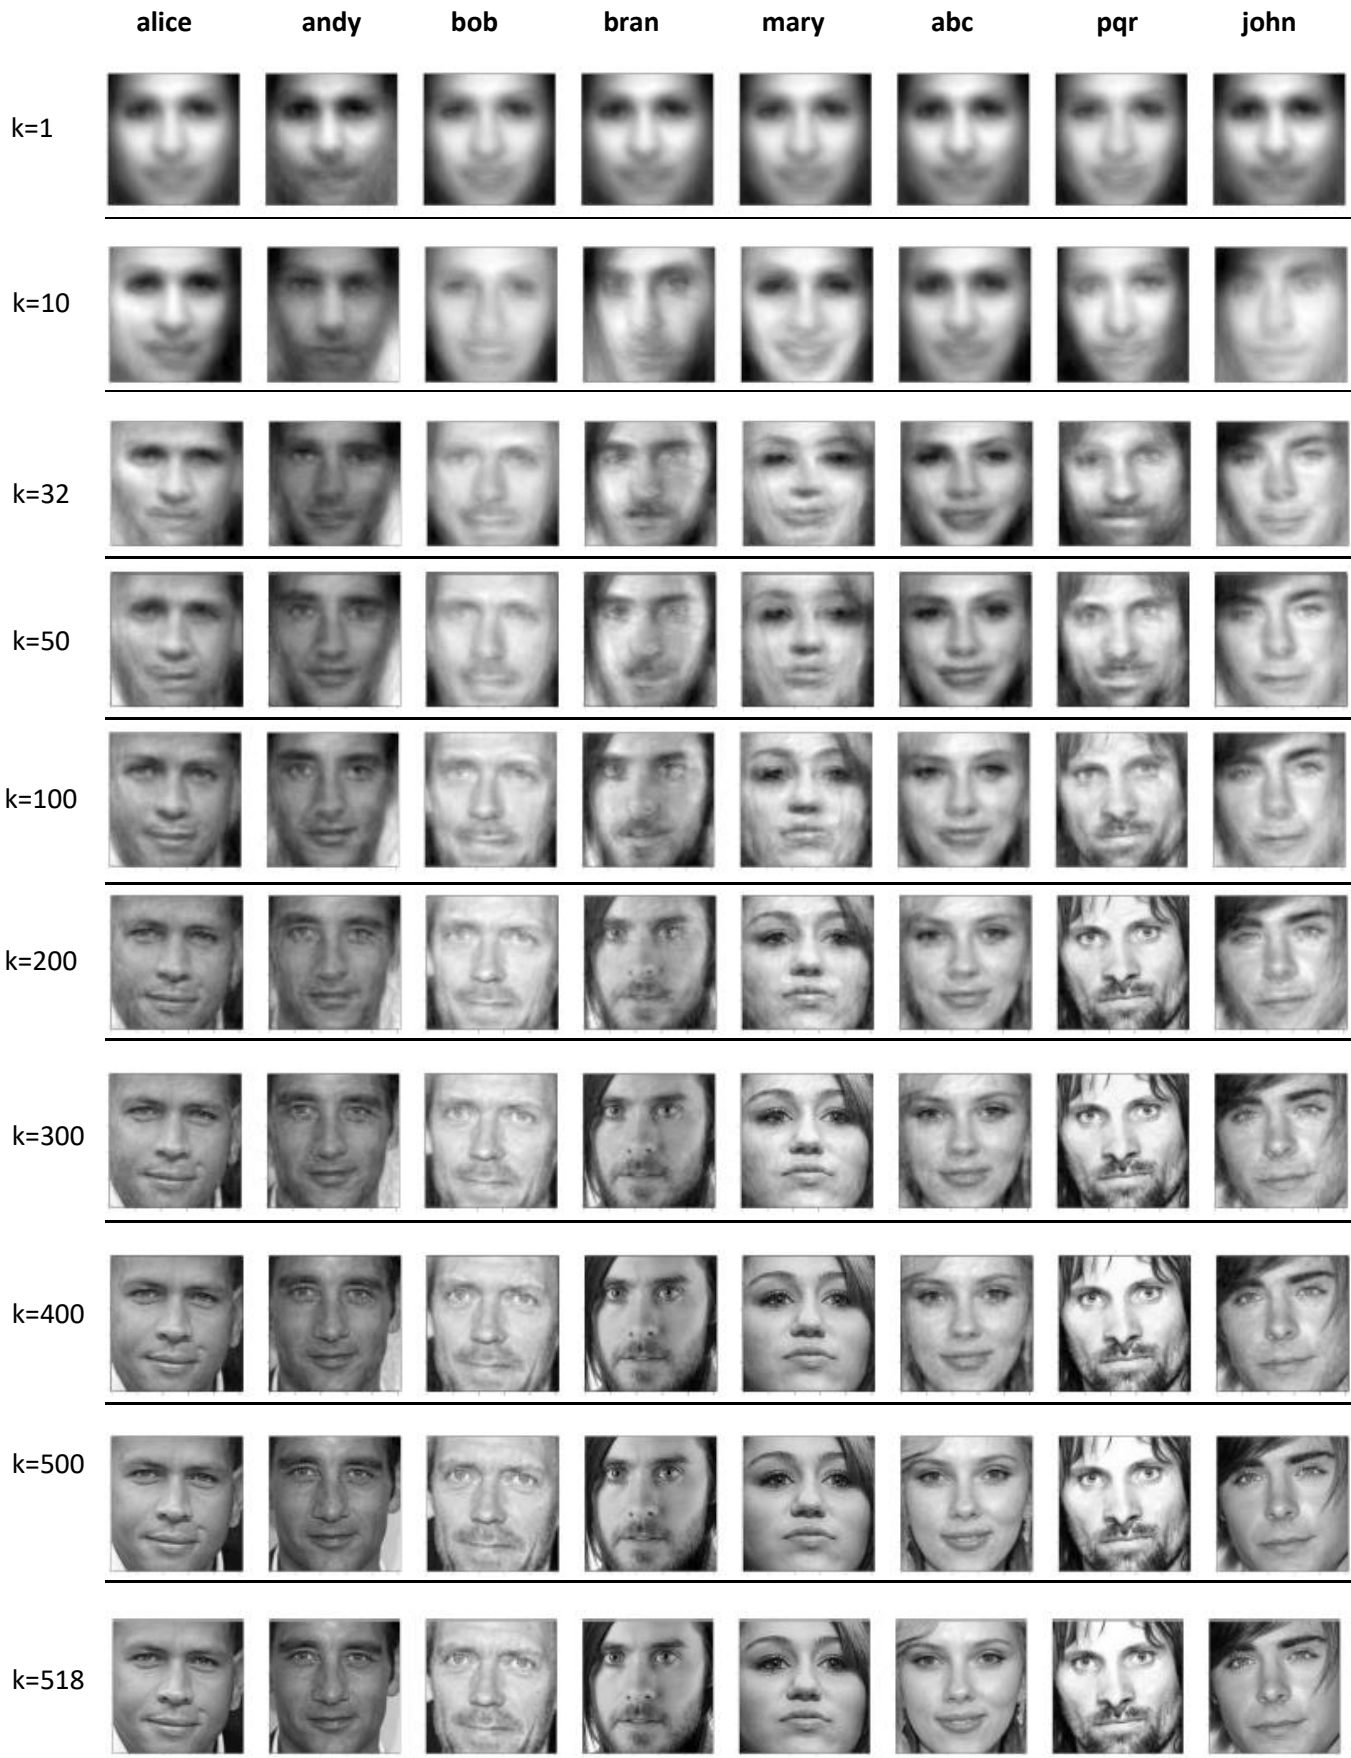 alice andy bob bran mary abc pqr john
k=1
k=10
k=32
k=50
k=100
k=200
k=300
k=400
k=500
k=518